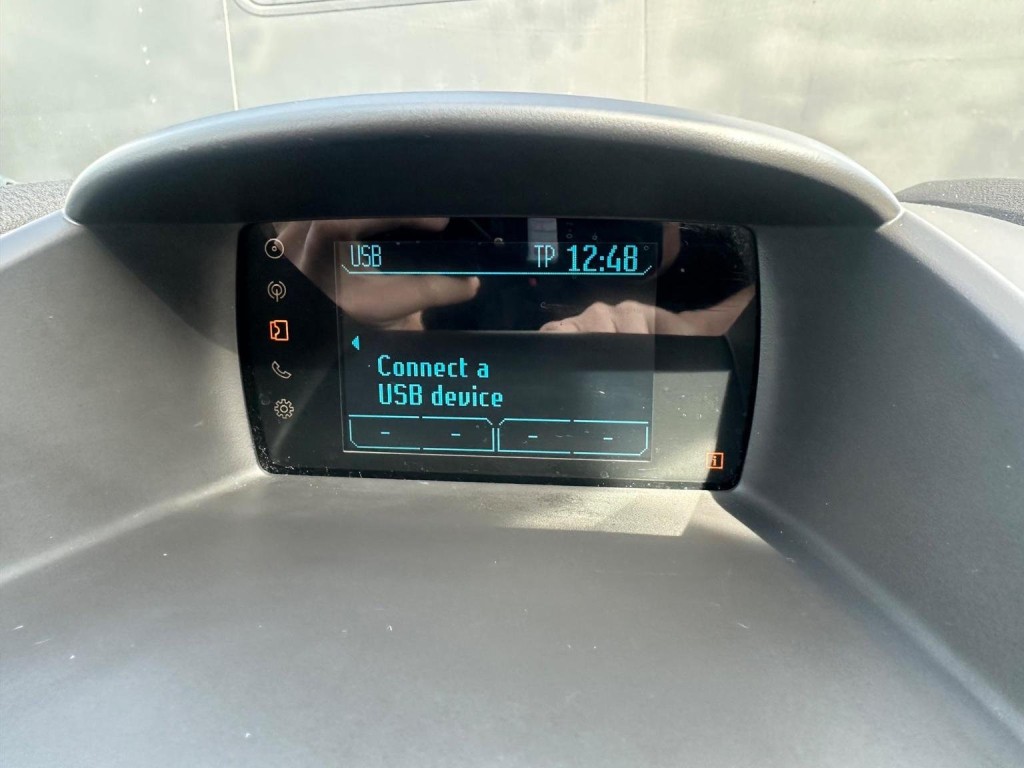 USB TP 12:48
Connect a
USB device
- - - -
i